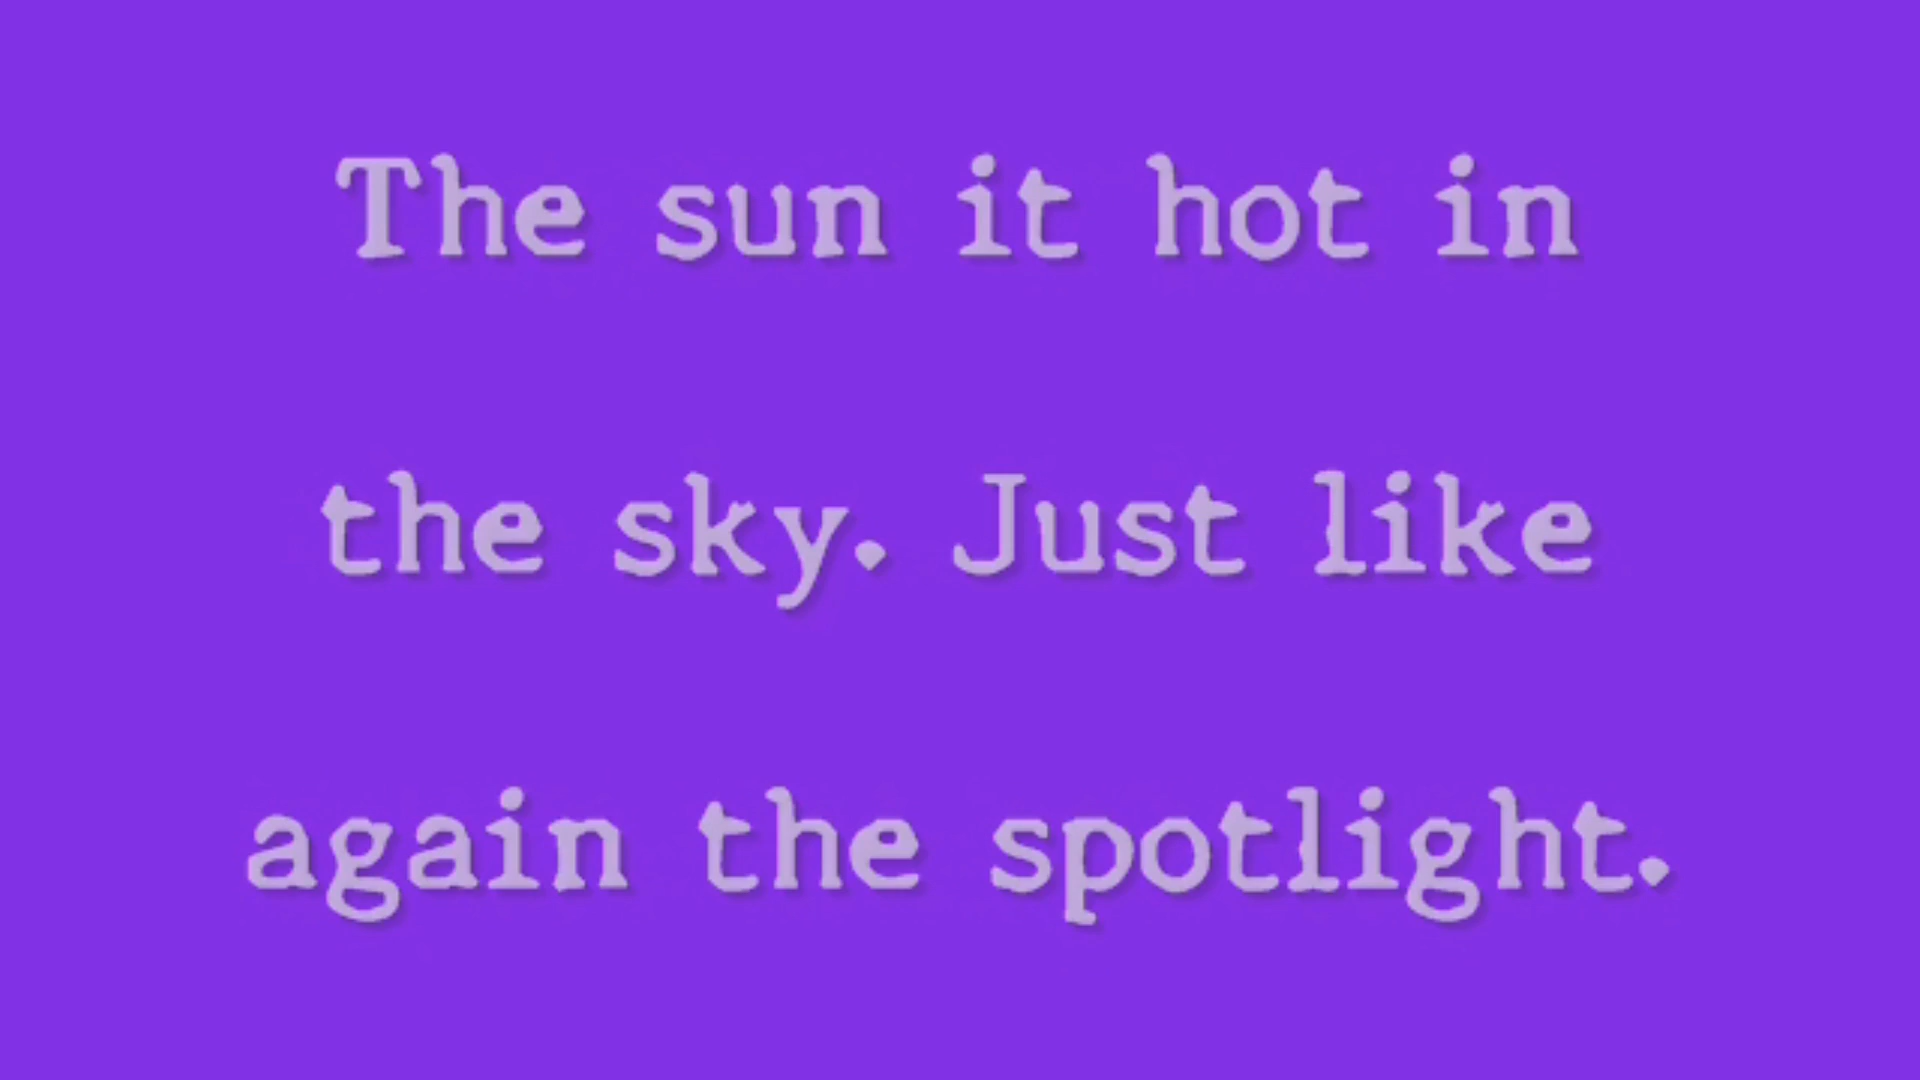 The sun it hot in
the sky. Just like
again the spotlight.